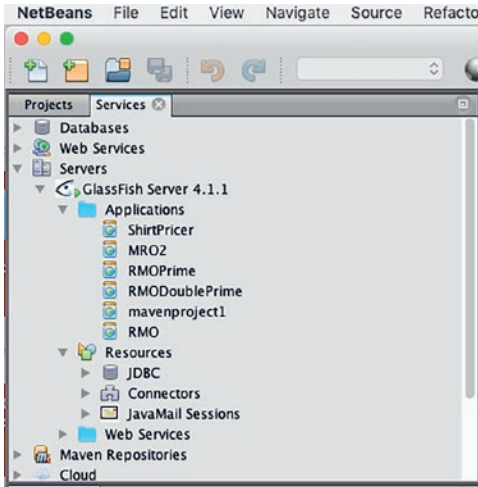 NetBeans File Edit View Navigate Source Refacto
Projects Services
Databases
Web Services
Servers
GlassFish Server 4.1.1
Applications
ShirtPricer
MRO2
RMOPrime
RMODoublePrime
mavenproject1
RMO
Resources
JDBC
Connectors
JavaMail Sessions
Web Services
Maven Repositories
Cloud